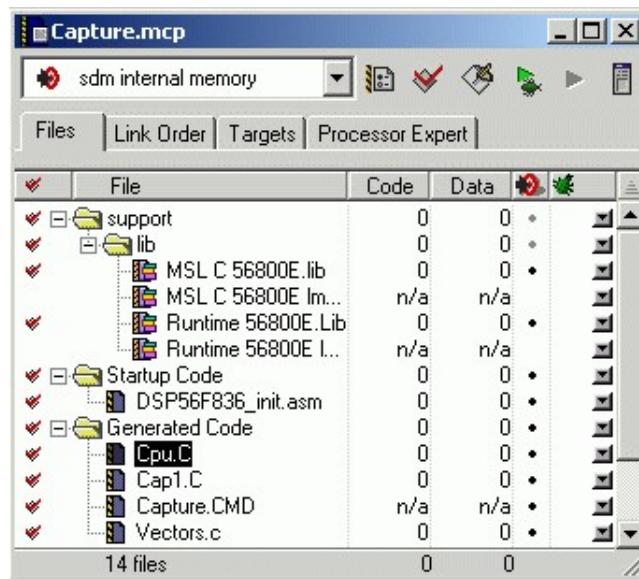 Capture.mcp
sdm internal memory
Files Link Order Targets Processor Expert
File Code Data
support 0 0
lib 0 0
MSL C 56800E.lib 0 0
MSL C 56800E Im... n/a n/a
Runtime 56800E.Lib 0 0
Runtime 56800E I... n/a n/a
Startup Code 0 0
DSP56F836_init.asm 0 0
Generated Code 0 0
Cpu.C 0 0
Cap1.C 0 0
Capture.CMD n/a n/a
Vectors.c 0 0
14 files 0 0